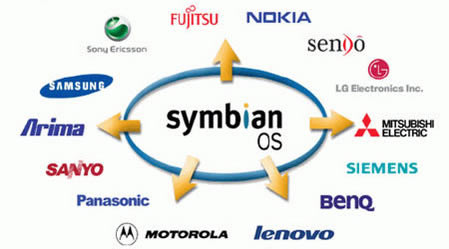 FUJITSU
NOKIA
Sony Ericsson
sendo
SAMSUNG
LG Electronics Inc.
Arima
symbian
OS
MITSUBISHI
ELECTRIC
SANYO
SIEMENS
Panasonic
BenQ
MOTOROLA
lenovo